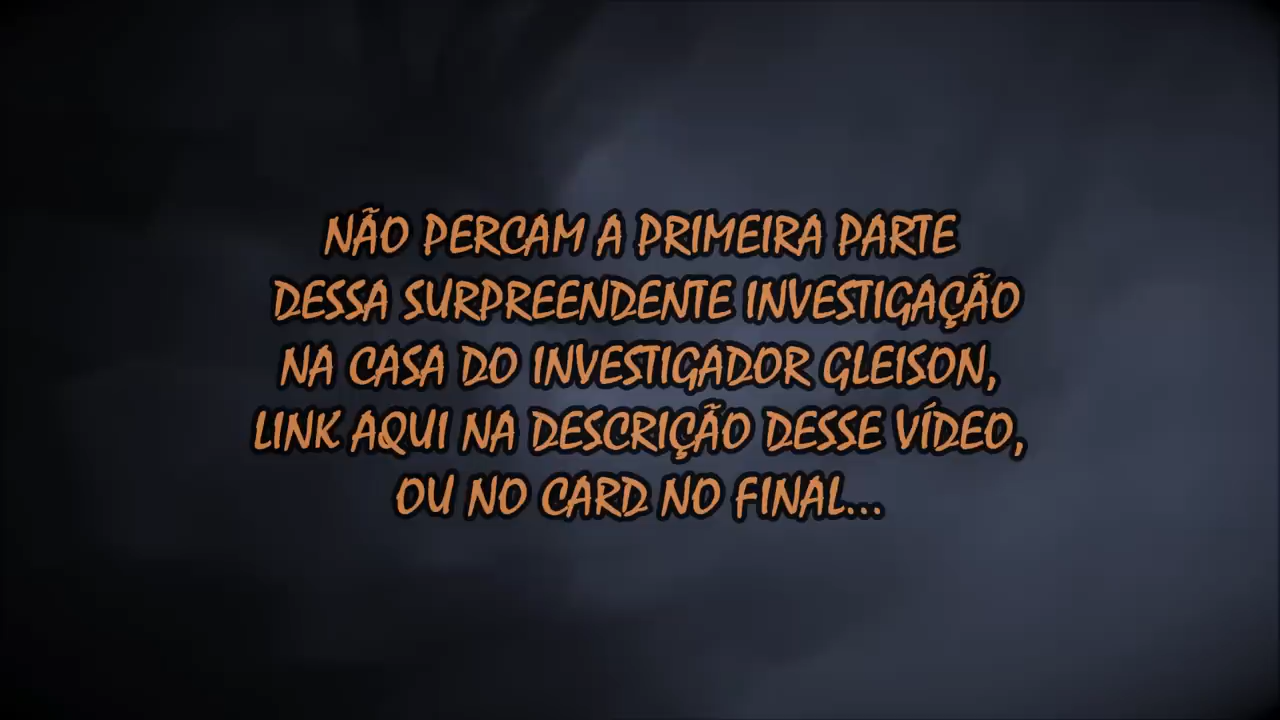 NÃO PERCAM A PRIMEIRA PARTE
DESSA SURPREENDENTE INVESTIGAÇÃO
NA CASA DO INVESTIGADOR GLEISON,
LINK AQUI NA DESCRIÇÃO DESSE VÍDEO,
OU NO CARD NO FINAL...